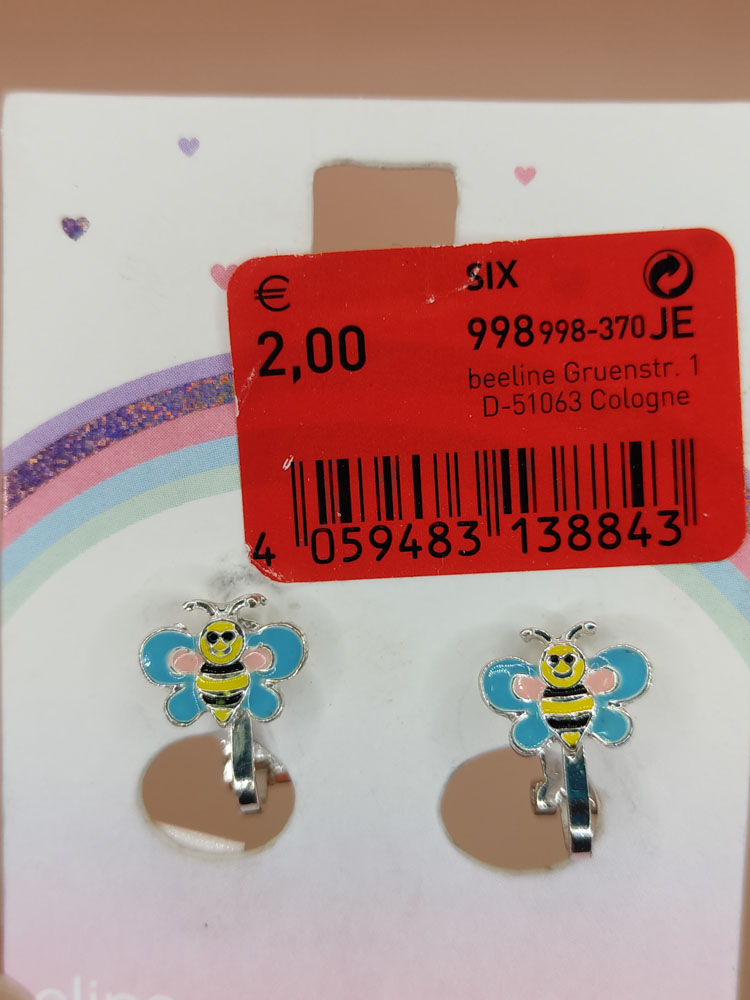 €
SIX
2,00
998998-370JE
beeline Gruenstr. 1
D-51063 Cologne
4 059483 138843